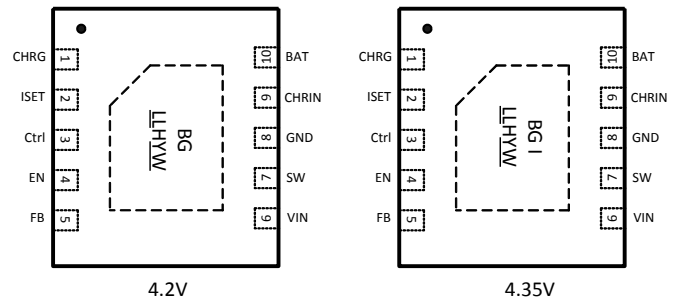 CHRG 1 10 BAT
ISET 2 9 CHRIN
Ctrl 3 8 GND
EN 4 7 SW
FB 5 6 VIN
BG
LLHYW
4.2V
CHRG 1 10 BAT
ISET 2 9 CHRIN
Ctrl 3 8 GND
EN 4 7 SW
FB 5 6 VIN
BG I
LLHYW
4.35V